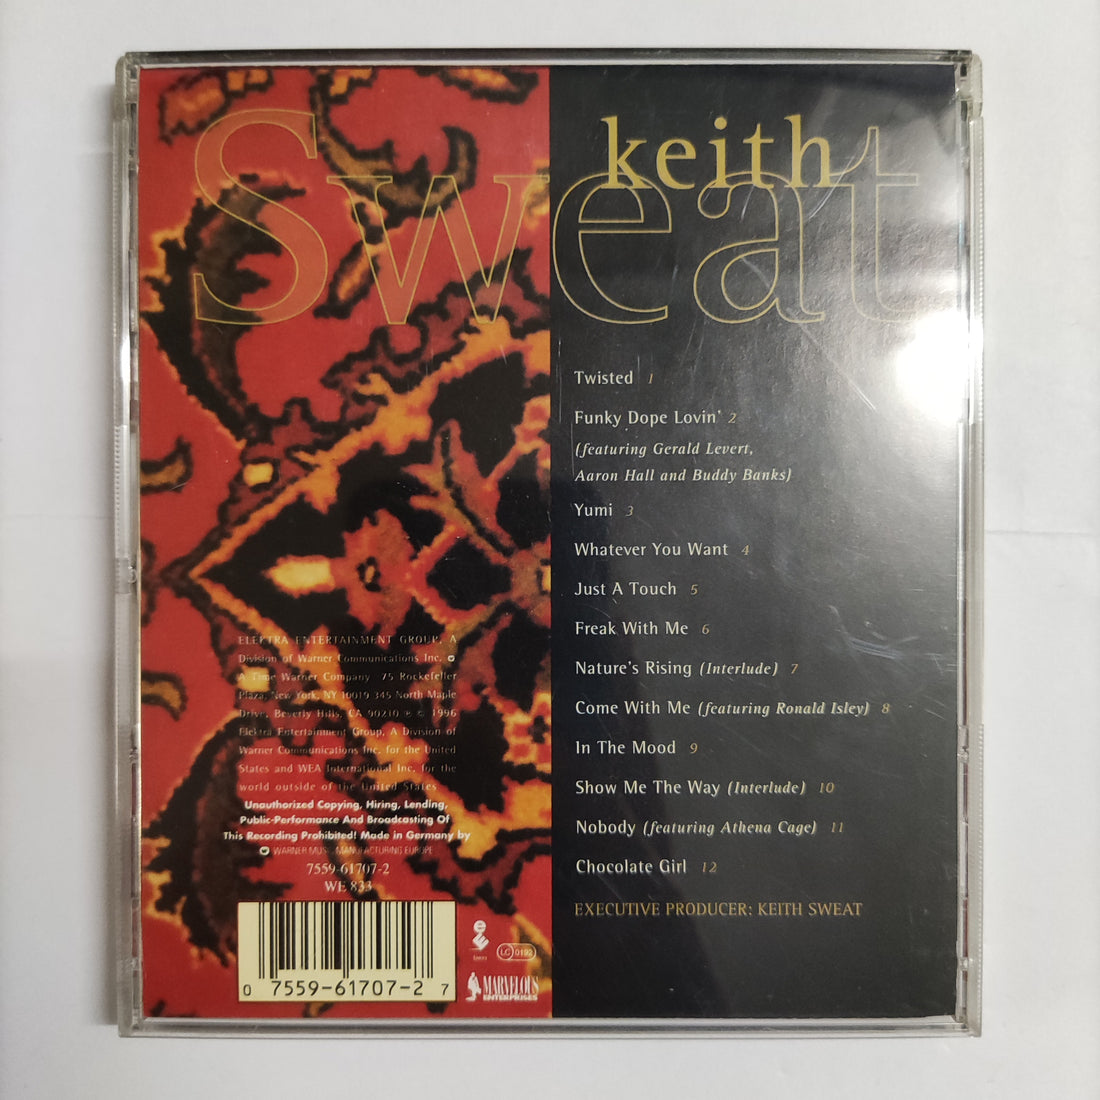 keith
Sweat
Twisted 1
Funky Dope Lovin' 2
(featuring Gerald Levert,
Aaron Hall and Buddy Banks)
Yumi 3
Whatever You Want 4
Just A Touch 5
Freak With Me 6
Nature's Rising (Interlude) 7
Come With Me (featuring Ronald Isley) 8
In The Mood 9
Show Me The Way (Interlude) 10
Nobody (featuring Athena Cage) 11
Chocolate Girl 12
EXECUTIVE PRODUCER: KEITH SWEAT
ELEKTRA ENTERTAINMENT GROUP, A
Division of Warner Communications Inc.
A Time Warner Company 75 Rockefeller
Plaza, New York, NY 10019 345 North Maple
Drive, Beverly Hills, CA 90210 ℗ © 1996
Elektra Entertainment Group, A Division of
Warner Communications Inc. for the United
States and WEA International Inc. for the
world outside of the United States
Unauthorized Copying, Hiring, Lending,
Public-Performance And Broadcasting Of
This Recording Prohibited! Made in Germany by
WARNER MUSIC MANUFACTURING EUROPE
7559-61707-2
WE 833
0 7559-61707-2 7
LC 0192
MARVELOUS
ENTERPRISES